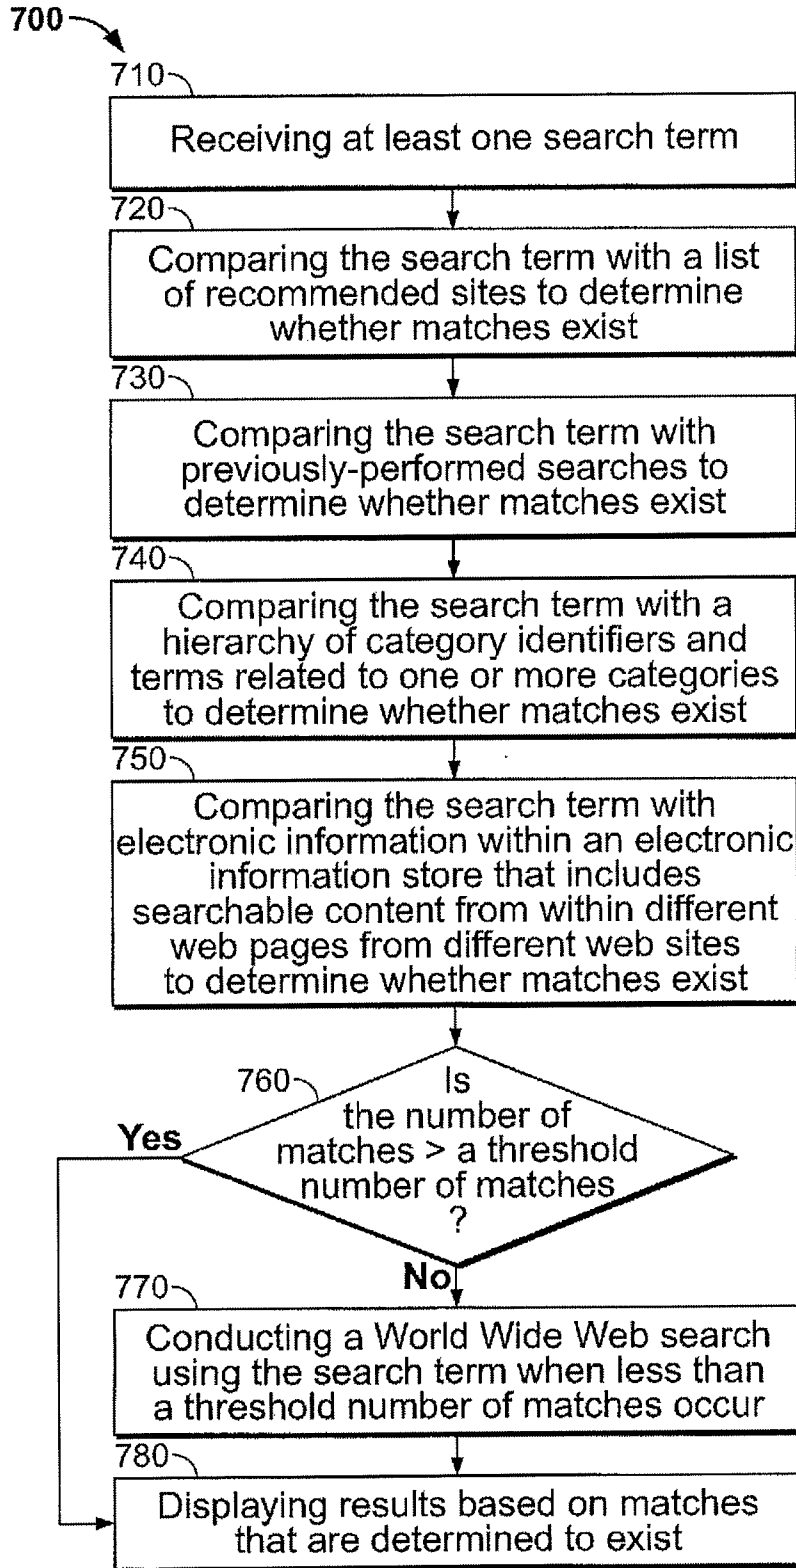 700
710
Receiving at least one search term
720
Comparing the search term with a list
of recommended sites to determine
whether matches exist
730
Comparing the search term with
previously-performed searches to
determine whether matches exist
740
Comparing the search term with a
hierarchy of category identifiers and
terms related to one or more categories
to determine whether matches exist
750
Comparing the search term with
electronic information within an electronic
information store that includes
searchable content from within different
web pages from different web sites
to determine whether matches exist
760
Is
the number of
matches > a threshold
number of matches
?
Yes
No
770
Conducting a World Wide Web search
using the search term when less than
a threshold number of matches occur
780
Displaying results based on matches
that are determined to exist